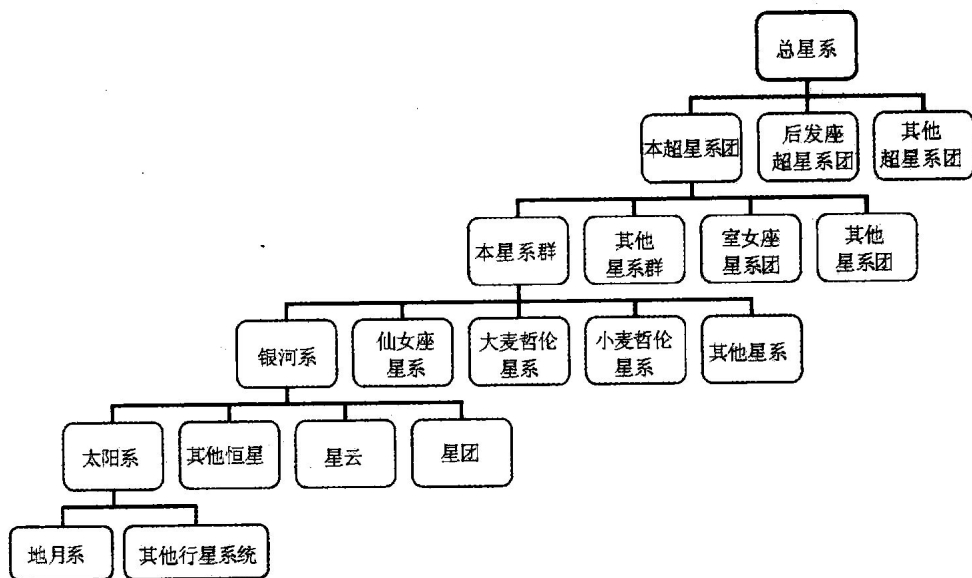 总星系
本超星系团
后发座
超星系团
其他
超星系团
本星系群
其他
星系群
室女座
星系团
其他
星系团
银河系
仙女座
星系
大麦哲伦
星系
小麦哲伦
星系
其他星系
太阳系
其他恒星
星云
星团
地月系
其他行星系统